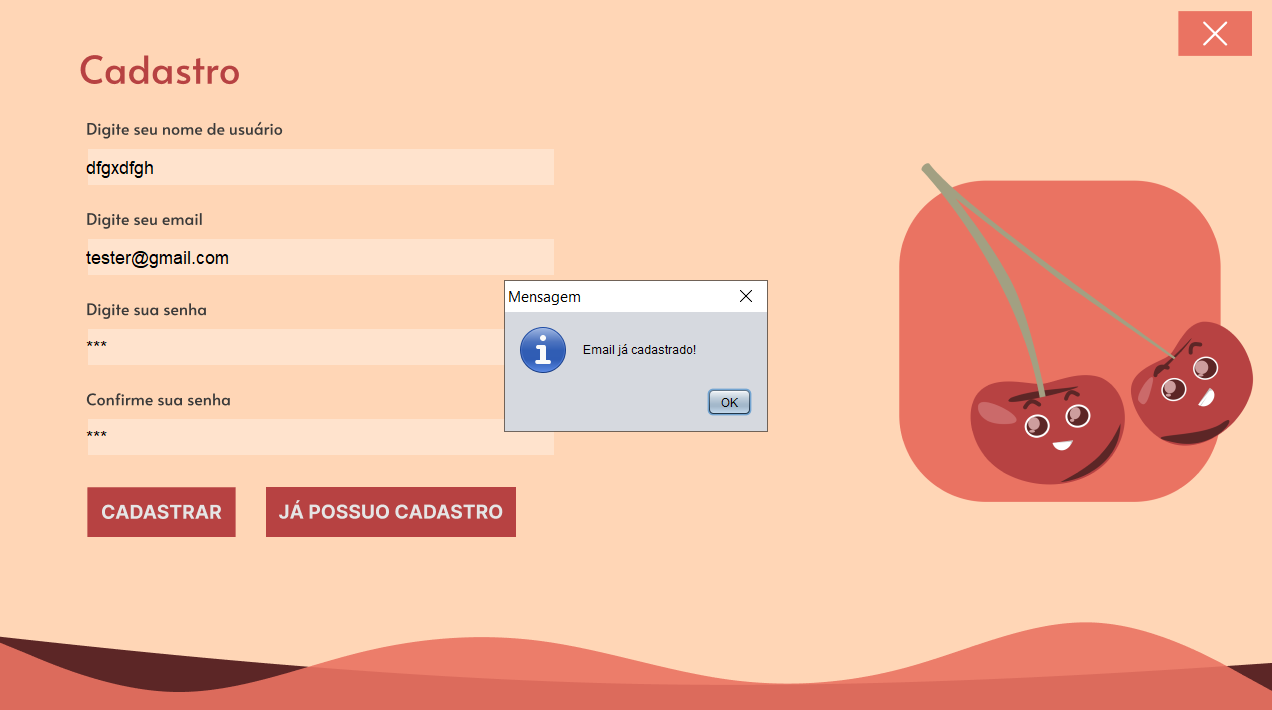 Cadastro
Digite seu nome de usuário
dfgxdfgh
Digite seu email
tester@gmail.com
Digite sua senha
***
Confirme sua senha
***
CADASTRAR
JÁ POSSUO CADASTRO
Mensagem
Email já cadastrado!
OK